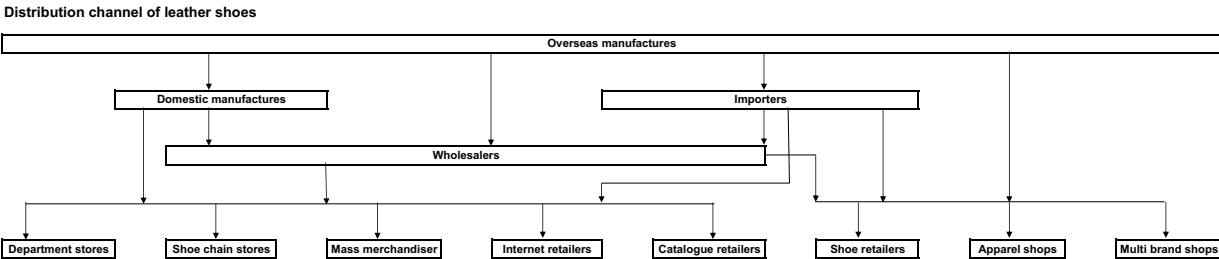 Distribution channel of leather shoes
Overseas manufactures
Domestic manufactures
Importers
Wholesalers
Department stores
Shoe chain stores
Mass merchandiser
Internet retailers
Catalogue retailers
Shoe retailers
Apparel shops
Multi brand shops